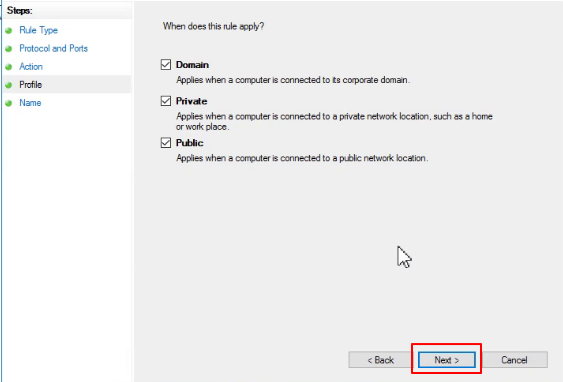 Steps:
Rule Type
Protocol and Ports
Action
Profile
Name
When does this rule apply?
Domain
Applies when a computer is connected to its corporate domain.
Private
Applies when a computer is connected to a private network location, such as a home
or work place.
Public
Applies when a computer is connected to a public network location.
< Back
Next >
Cancel